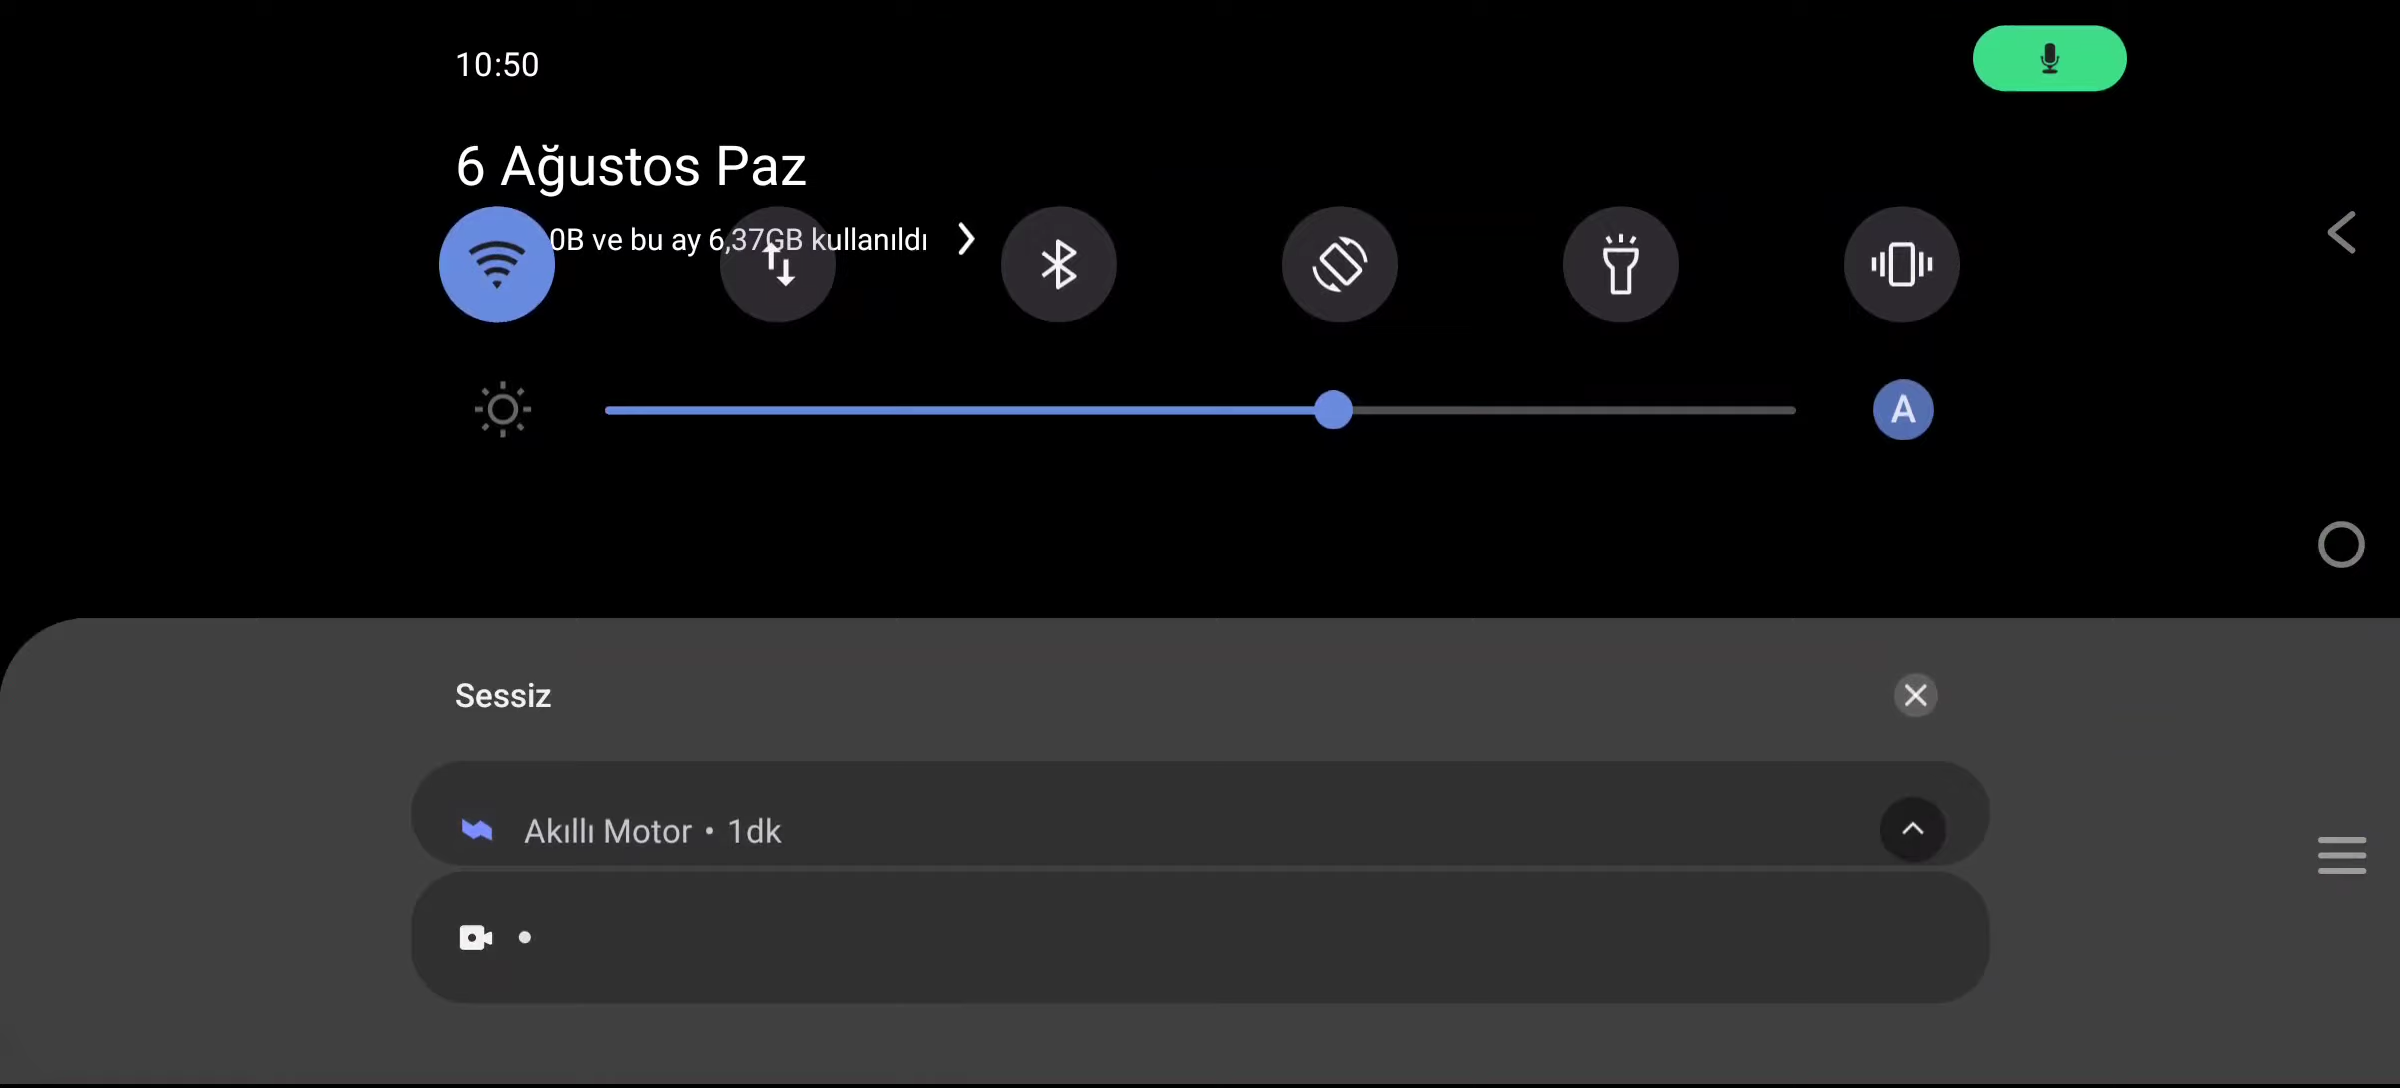 10:50
6 Ağustos Paz
0B ve bu ay 6,37GB kullanıldı
A
Sessiz
Akıllı Motor • 1dk